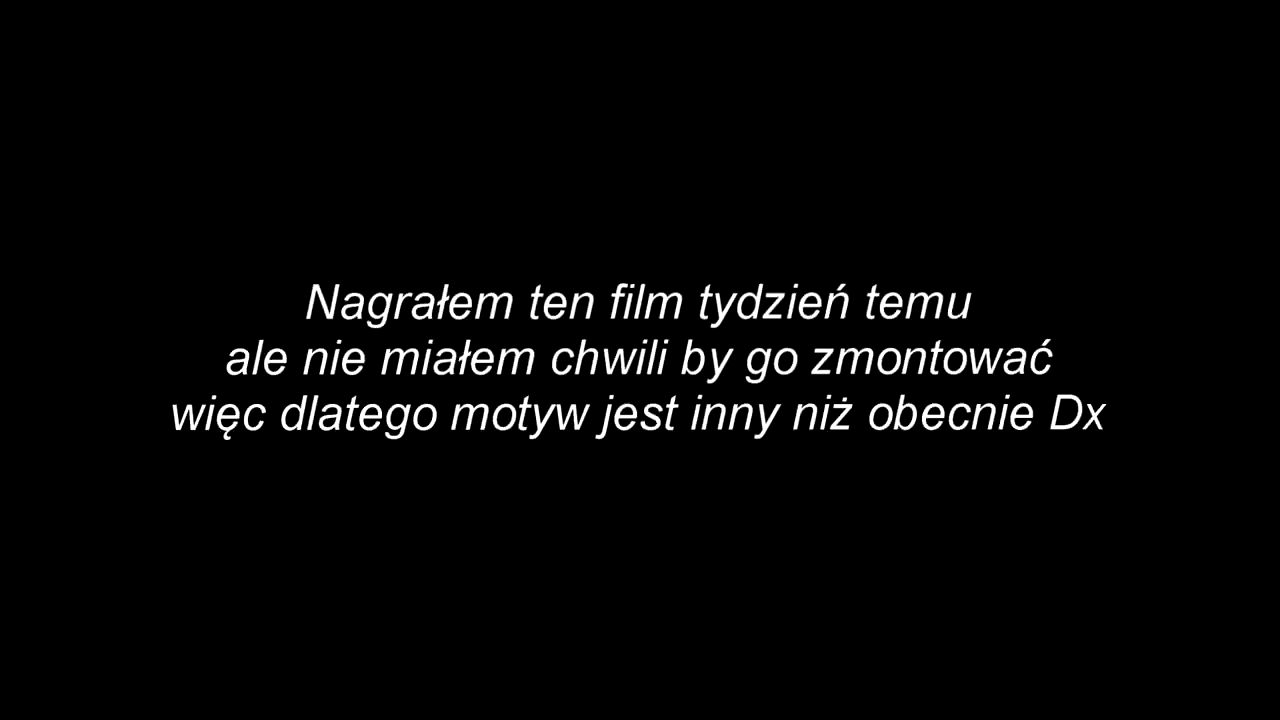 Nagrałem ten film tydzień temu
ale nie miałem chwili by go zmontować
więc dlatego motyw jest inny niż obecnie Dx